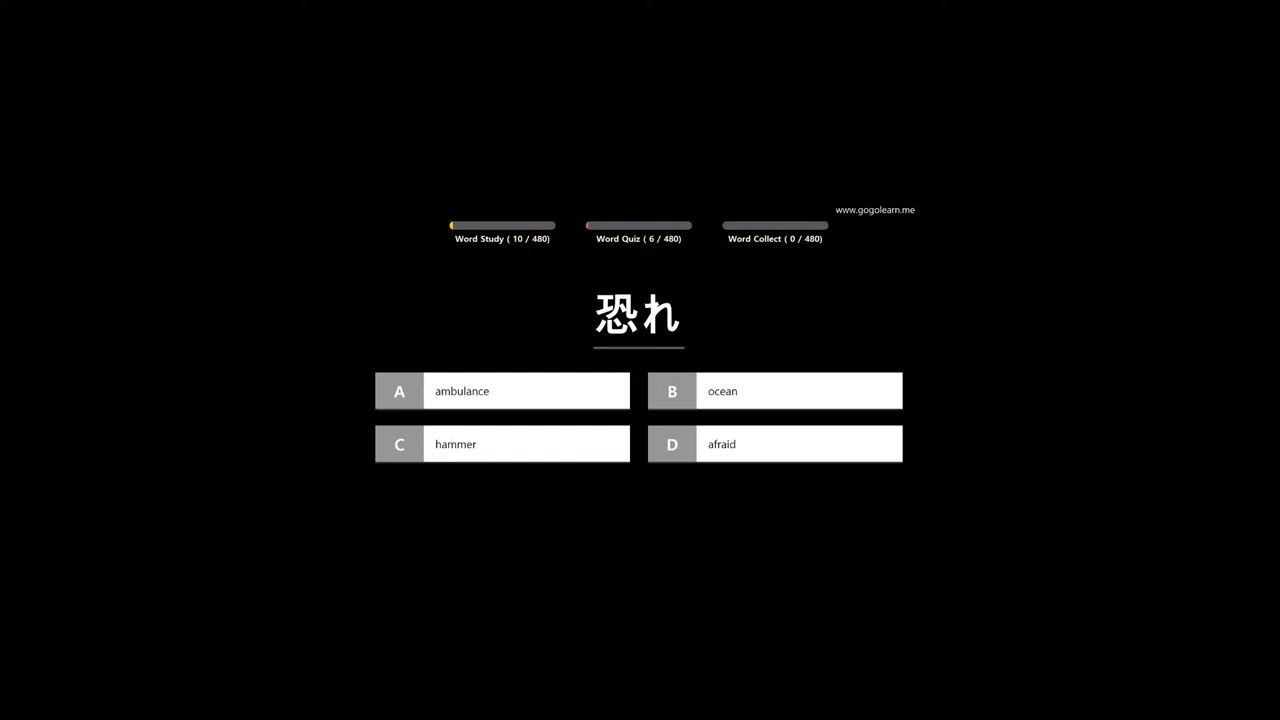 www.gogolearn.me
Word Study ( 10 / 480)
Word Quiz ( 6 / 480)
Word Collect ( 0 / 480)
恐れ
A ambulance
B ocean
C hammer
D afraid